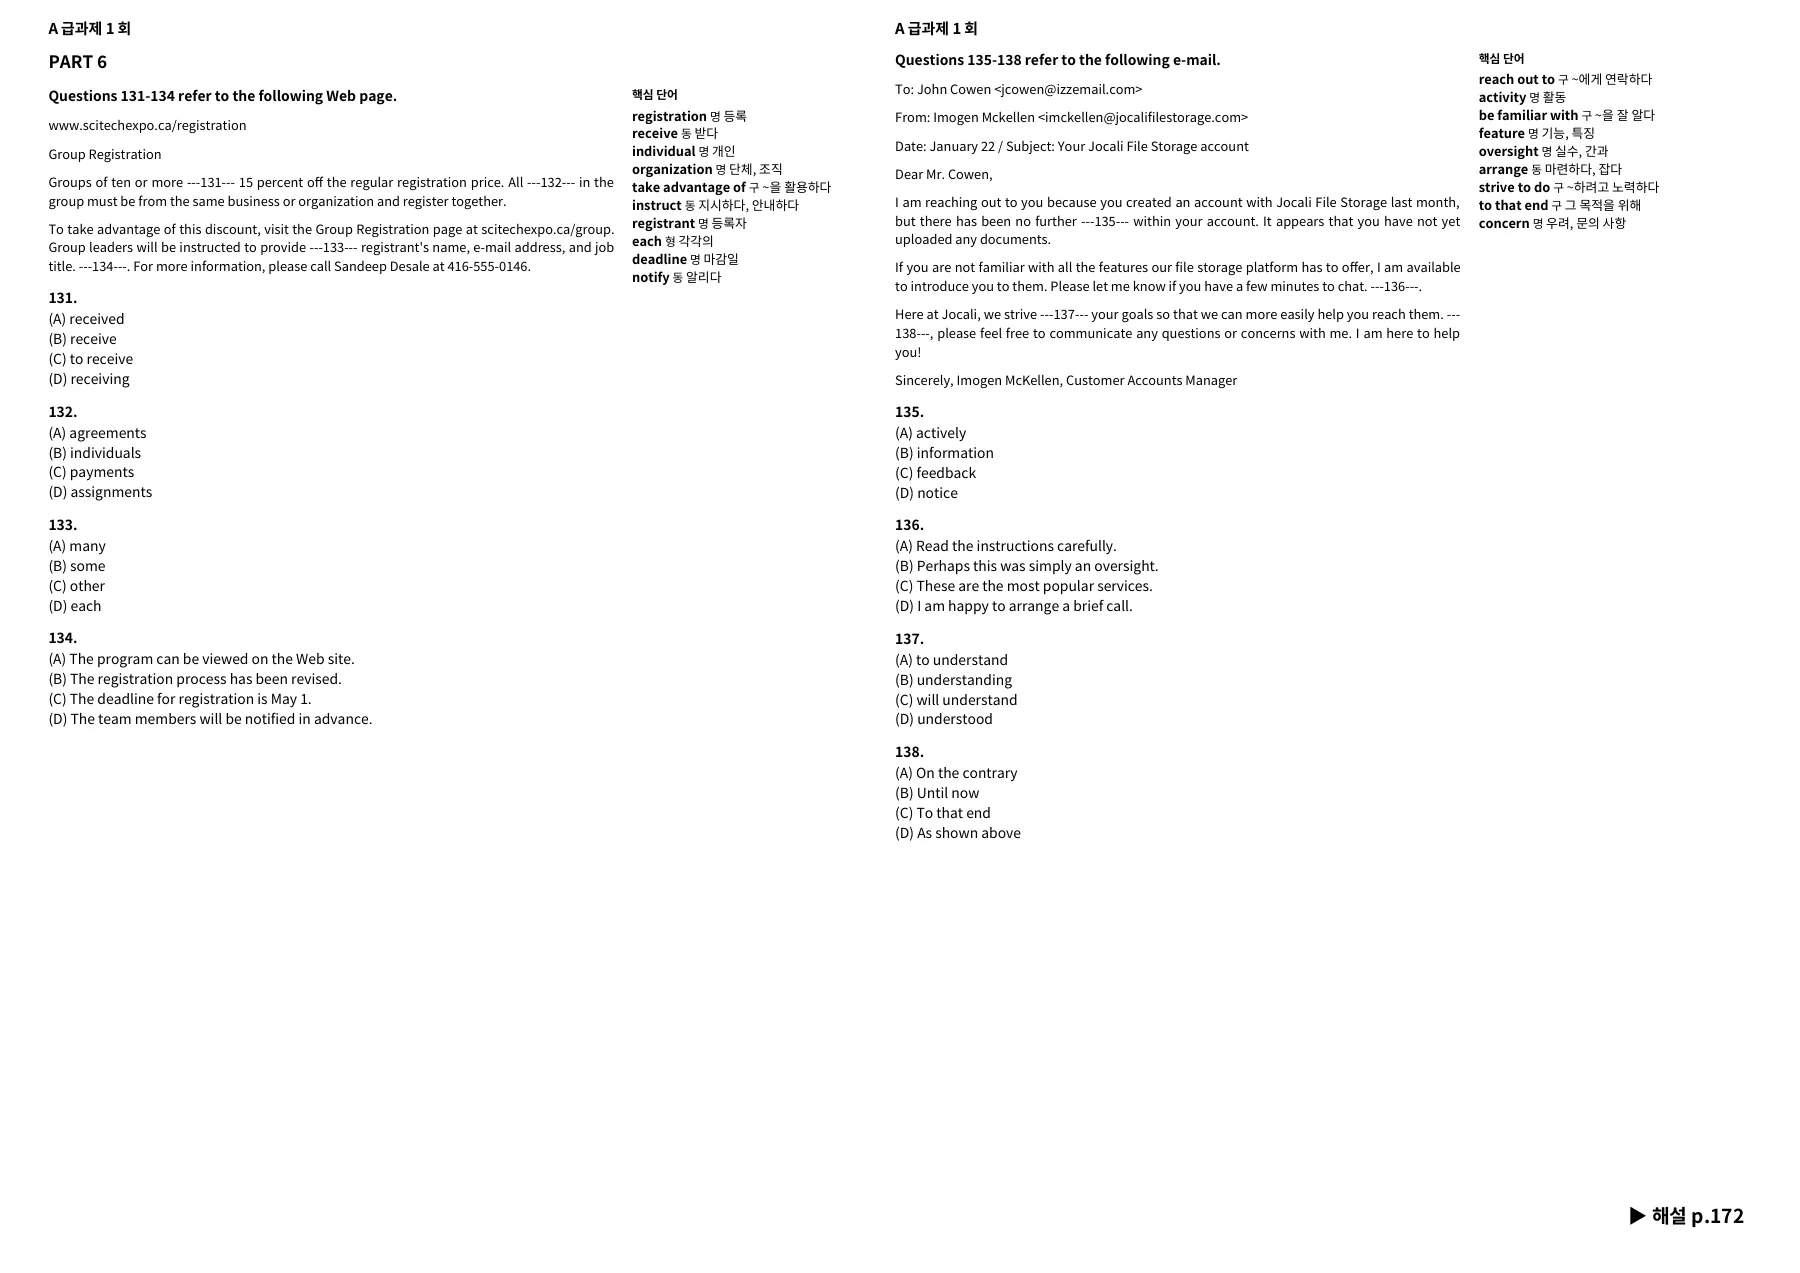 A 급과제 1 회
PART 6
Questions 131-134 refer to the following Web page.
www.scitechexpo.ca/registration
Group Registration
Groups of ten or more ---131--- 15 percent off the regular registration price. All ---132--- in the
group must be from the same business or organization and register together.
To take advantage of this discount, visit the Group Registration page at scitechexpo.ca/group.
Group leaders will be instructed to provide ---133--- registrant's name, e-mail address, and job
title. ---134---. For more information, please call Sandeep Desale at 416-555-0146.
131.
(A) received
(B) receive
(C) to receive
(D) receiving
132.
(A) agreements
(B) individuals
(C) payments
(D) assignments
133.
(A) many
(B) some
(C) other
(D) each
134.
(A) The program can be viewed on the Web site.
(B) The registration process has been revised.
(C) The deadline for registration is May 1.
(D) The team members will be notified in advance.
핵심 단어
registration 명 등록
receive 동 받다
individual 명 개인
organization 명 단체, 조직
take advantage of 구 ~을 활용하다
instruct 동 지시하다, 안내하다
registrant 명 등록자
each 형 각각의
deadline 명 마감일
notify 동 알리다
A 급과제 1 회
Questions 135-138 refer to the following e-mail.
To: John Cowen <jcowen@izzemail.com>
From: Imogen Mckellen <imckellen@jocalifilestorage.com>
Date: January 22 / Subject: Your Jocali File Storage account
Dear Mr. Cowen,
I am reaching out to you because you created an account with Jocali File Storage last month,
but there has been no further ---135--- within your account. It appears that you have not yet
uploaded any documents.
If you are not familiar with all the features our file storage platform has to offer, I am available
to introduce you to them. Please let me know if you have a few minutes to chat. ---136---.
Here at Jocali, we strive ---137--- your goals so that we can more easily help you reach them. ---
138---, please feel free to communicate any questions or concerns with me. I am here to help
you!
Sincerely, Imogen McKellen, Customer Accounts Manager
135.
(A) actively
(B) information
(C) feedback
(D) notice
136.
(A) Read the instructions carefully.
(B) Perhaps this was simply an oversight.
(C) These are the most popular services.
(D) I am happy to arrange a brief call.
137.
(A) to understand
(B) understanding
(C) will understand
(D) understood
138.
(A) On the contrary
(B) Until now
(C) To that end
(D) As shown above
핵심 단어
reach out to 구 ~에게 연락하다
activity 명 활동
be familiar with 구 ~을 잘 알다
feature 명 기능, 특징
oversight 명 실수, 간과
arrange 동 마련하다, 잡다
strive to do 구 ~하려고 노력하다
to that end 구 그 목적을 위해
concern 명 우려, 문의 사항
▶ 해설 p.172